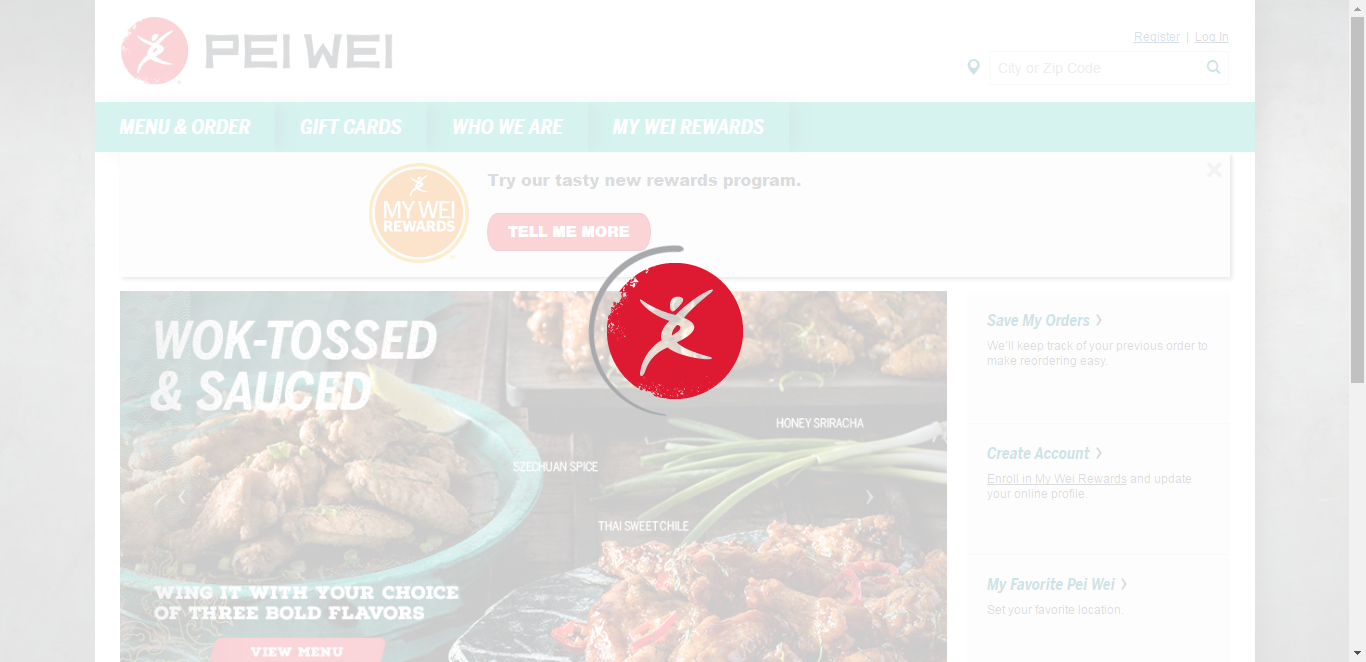 PEI WEI
Register | Log In
City or Zip Code
MENU & ORDER
GIFT CARDS
WHO WE ARE
MY WEI REWARDS
MY WEI
REWARDS
Try our tasty new rewards program.
TELL ME MORE
WOK-TOSSED
& SAUCED
HONEY SRIRACHA
SZECHUAN SPICE
THAI SWEET CHILE
WING IT WITH YOUR CHOICE
OF THREE BOLD FLAVORS
VIEW MENU
Save My Orders
We'll keep track of your previous order to
make reordering easy.
Create Account
Enroll in My Wei Rewards and update
your online profile.
My Favorite Pei Wei
Set your favorite location.